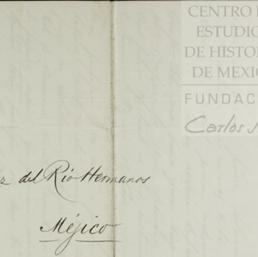 CENTRO D
ESTUDIO
DE HISTOR
DE MEXIC
FUNDAC
Carlos S
del Río Hermanos
Méjico